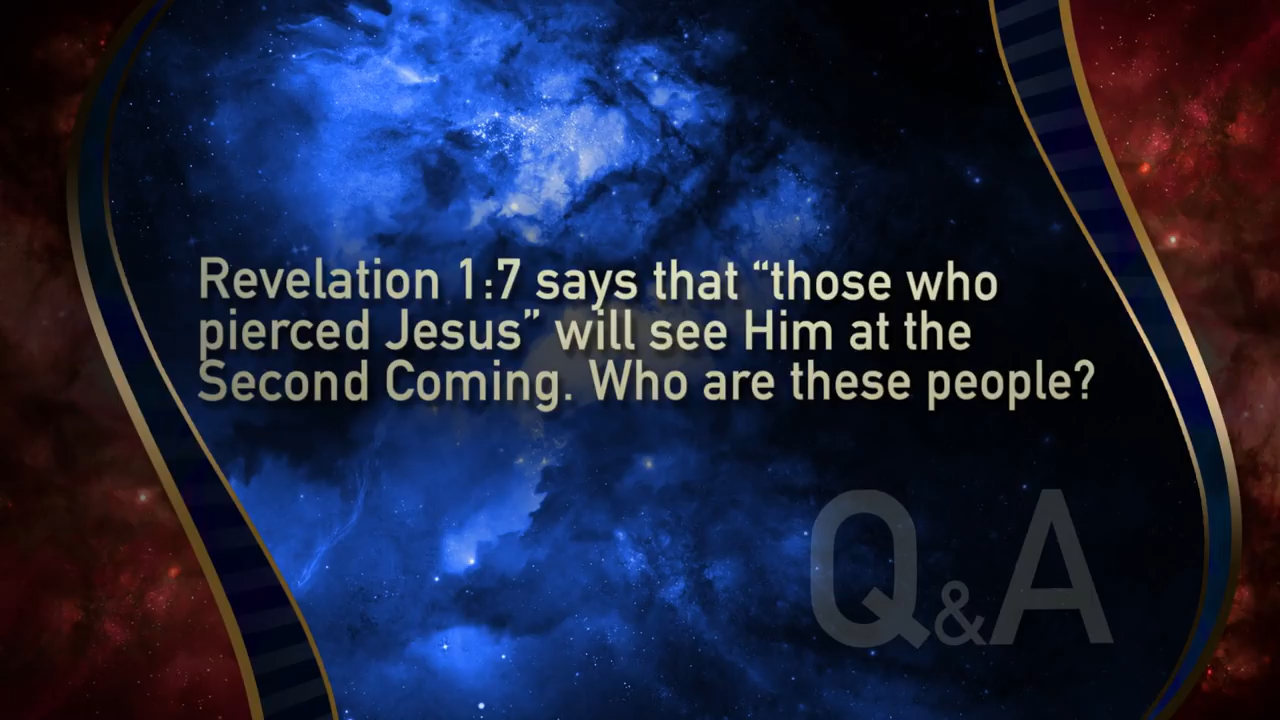 Revelation 1:7 says that “those who
pierced Jesus” will see Him at the
Second Coming. Who are these people?
Q&A